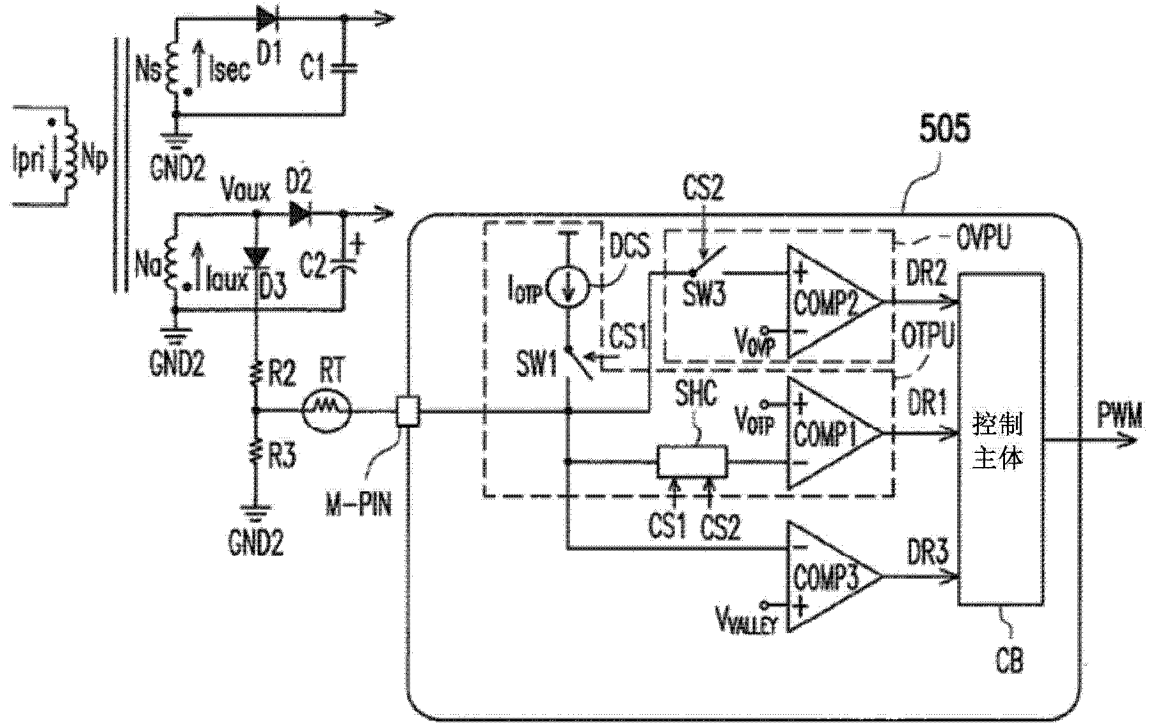 Ns
Isec
D1
C1
GND2
Ipri
Np
505
Vaux
D2
CS2
OVPU
Na
Iaux
D3
C2
+
IOTP
DCS
SW3
+
COMP2
DR2
GND2
SW1
CS1
VOVP
−
OTPU
R2
RT
SHC
VOTP
+
COMP1
DR1
控制
主体
PWM
R3
−
M-PIN
CS1
CS2
GND2
−
COMP3
DR3
VVALLEY
+
CB